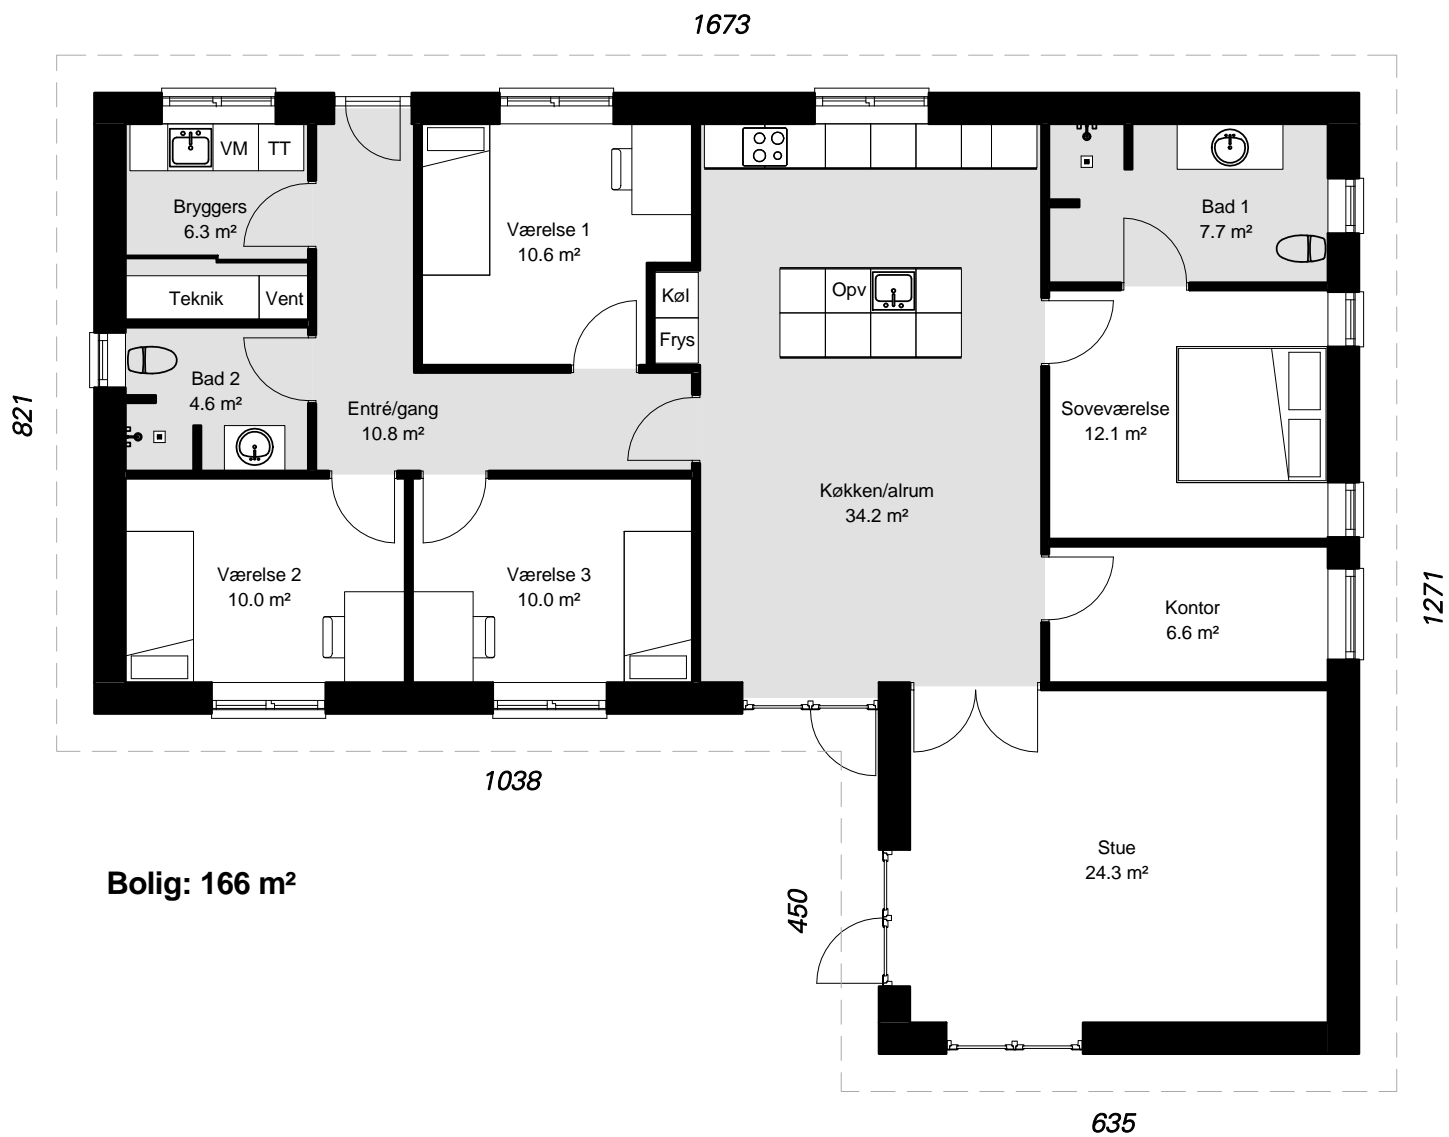 1673
VM
TT
Bryggers
6.3 m²
Teknik
Vent
Værelse 1
10.6 m²
Køl
Frys
Opv
Bad 1
7.7 m²
Bad 2
4.6 m²
Entré/gang
10.8 m²
Soveværelse
12.1 m²
821
Køkken/alrum
34.2 m²
Værelse 2
10.0 m²
Værelse 3
10.0 m²
Kontor
6.6 m²
1271
1038
Stue
24.3 m²
Bolig: 166 m²
450
635